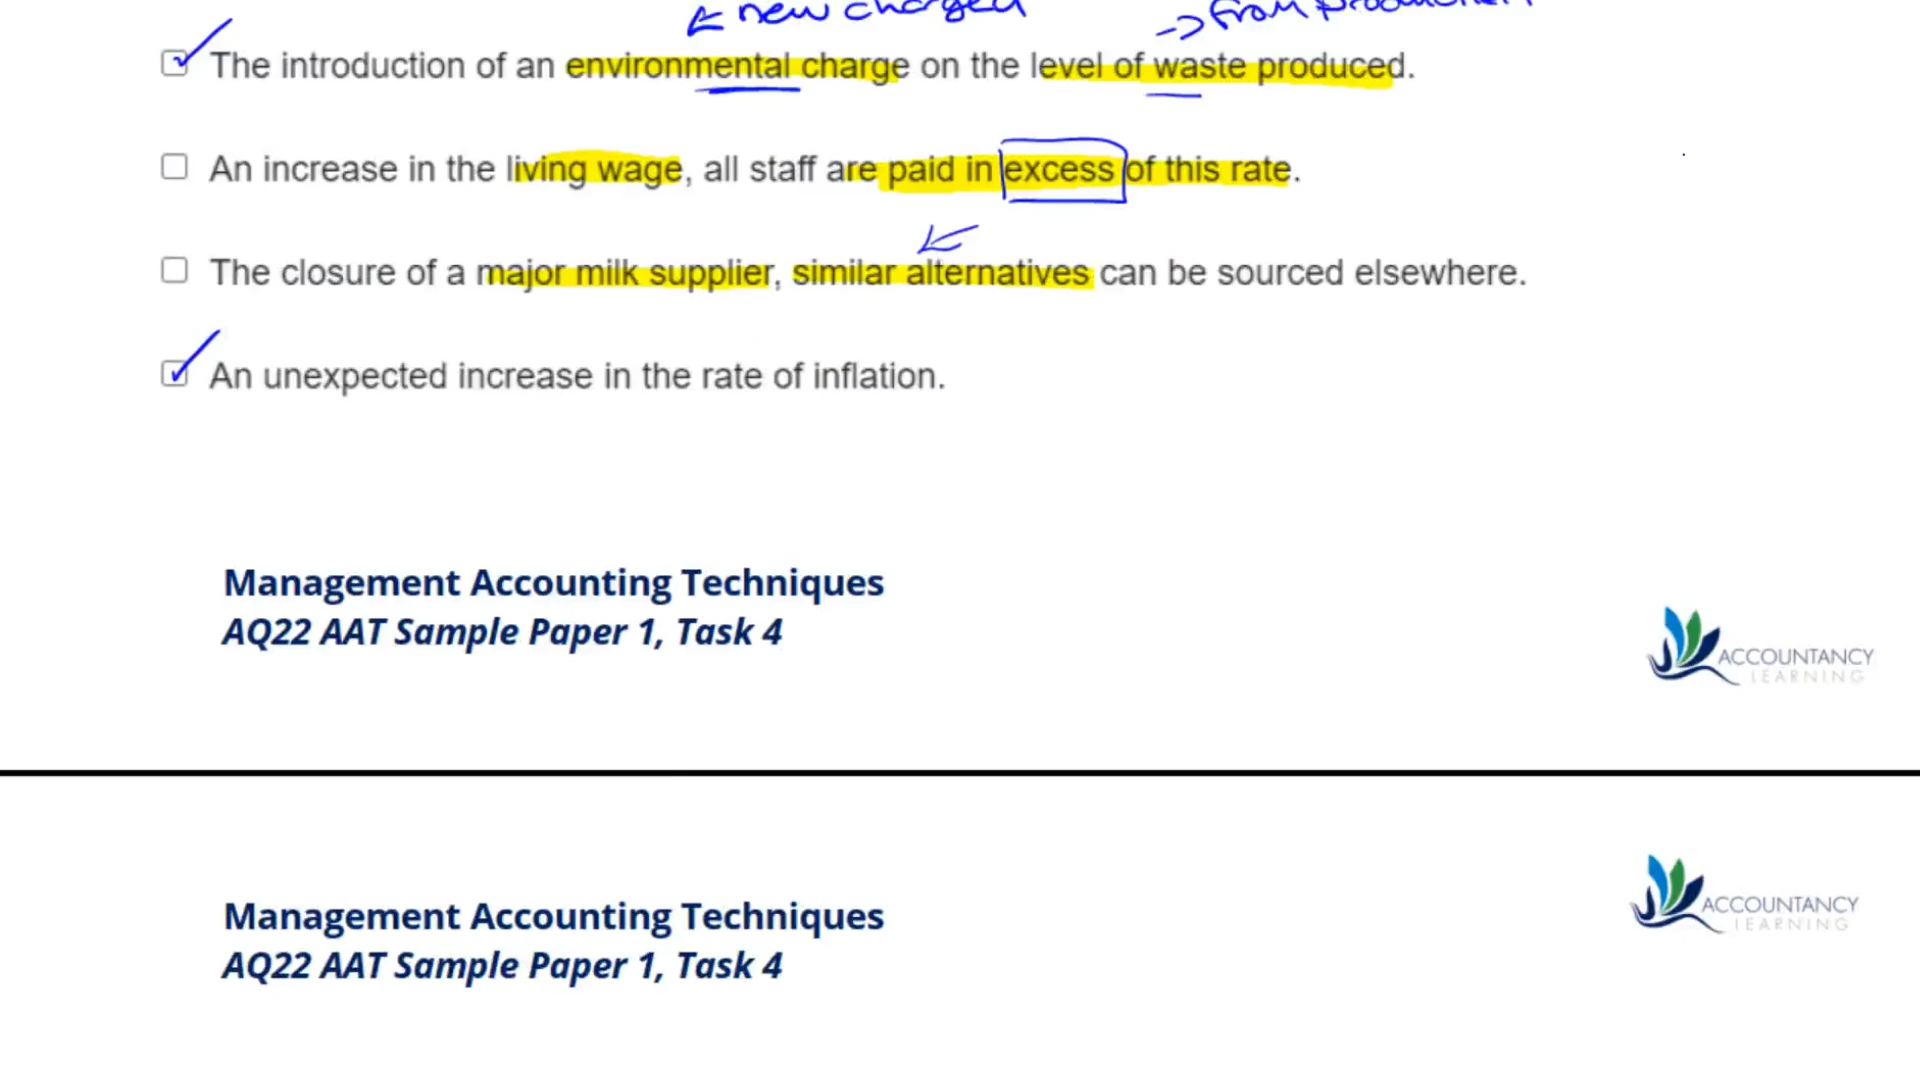 new charged
→ from production
The introduction of an environmental charge on the level of waste produced.
An increase in the living wage, all staff are paid in excess of this rate.
The closure of a major milk supplier, similar alternatives can be sourced elsewhere.
An unexpected increase in the rate of inflation.
Management Accounting Techniques
AQ22 AAT Sample Paper 1, Task 4
ACCOUNTANCY
LEARNING
Management Accounting Techniques
AQ22 AAT Sample Paper 1, Task 4
ACCOUNTANCY
LEARNING